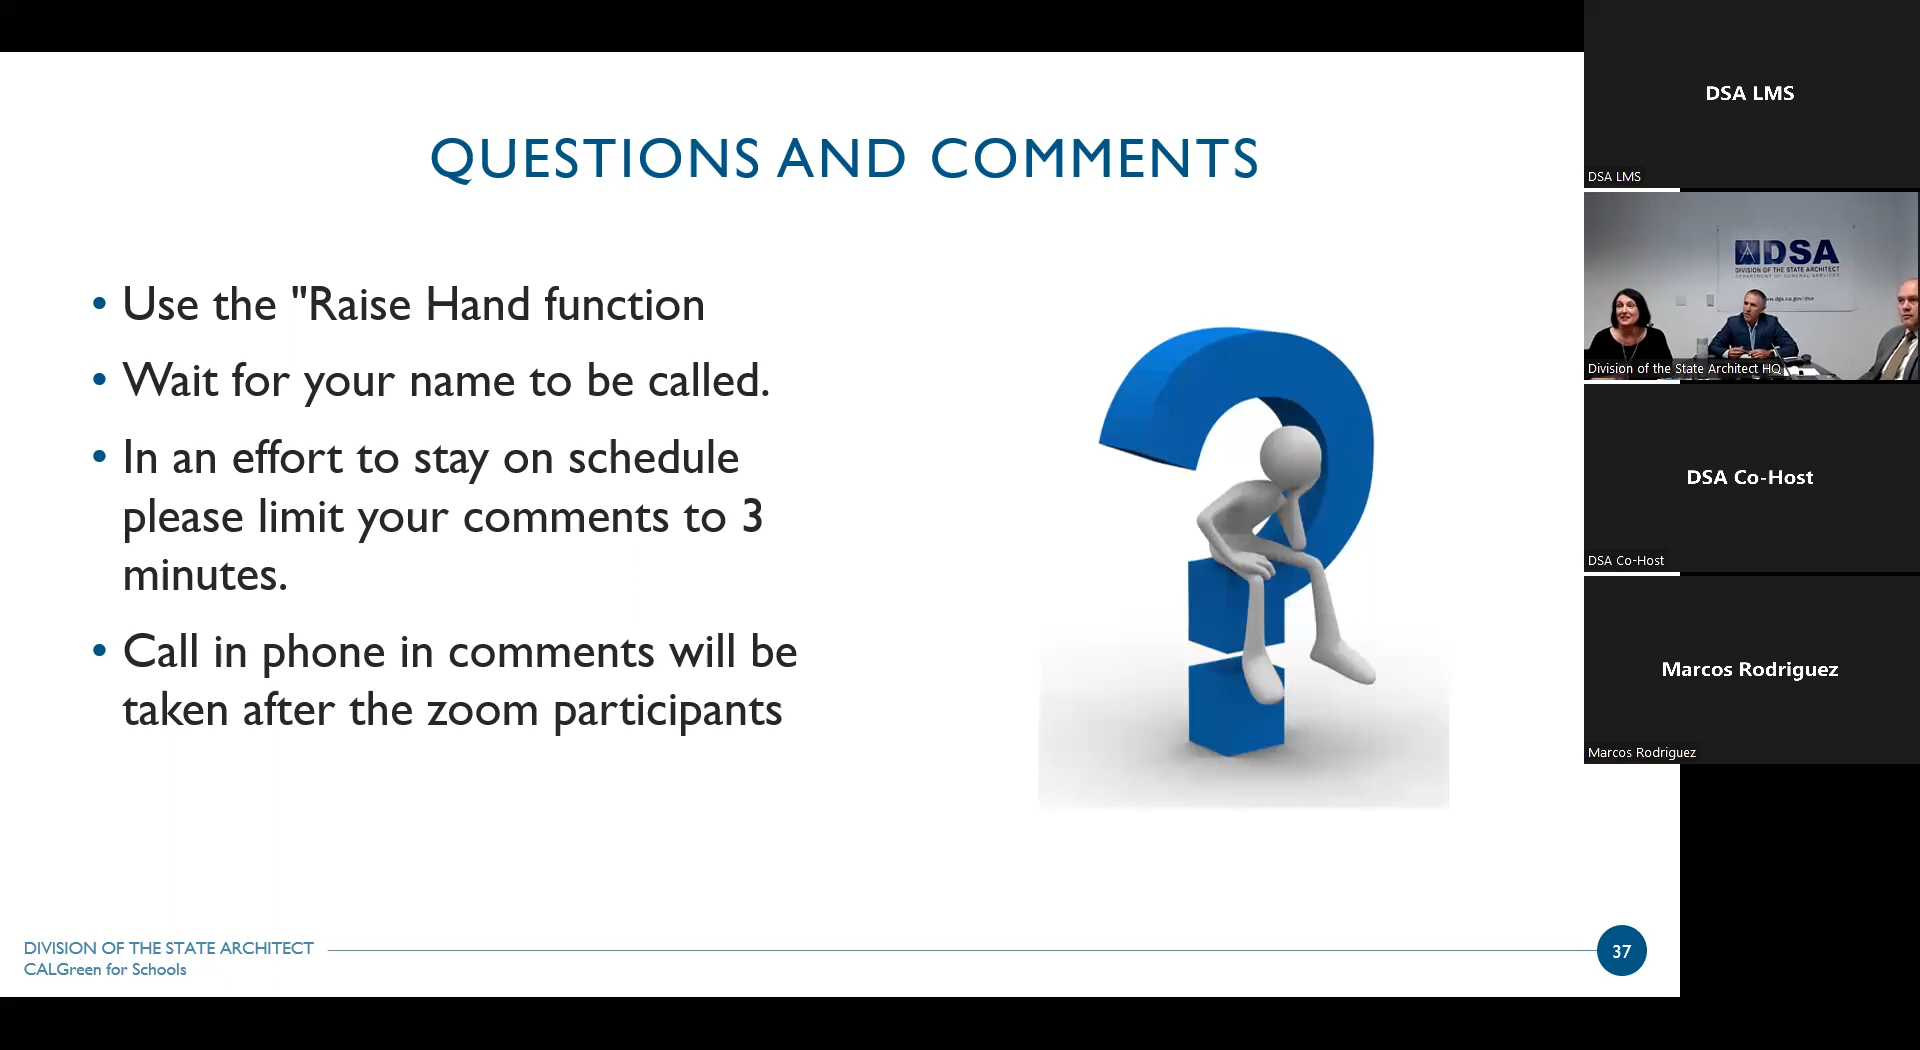 QUESTIONS AND COMMENTS
• Use the "Raise Hand function
• Wait for your name to be called.
• In an effort to stay on schedule
please limit your comments to 3
minutes.
• Call in phone in comments will be
taken after the zoom participants
DIVISION OF THE STATE ARCHITECT
CALGreen for Schools
37
DSA LMS
DSA LMS
DSA
DIVISION OF THE STATE ARCHITECT
DEPARTMENT OF GENERAL SERVICES
www.dgs.ca.gov/dsa
Division of the State Architect HQ
DSA Co-Host
DSA Co-Host
Marcos Rodriguez
Marcos Rodriguez